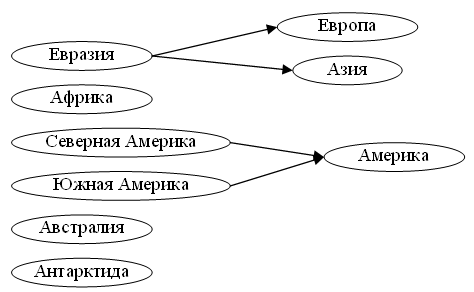 Европа
Евразия
Азия
Африка
Северная Америка
Америка
Южная Америка
Австралия
Антарктида